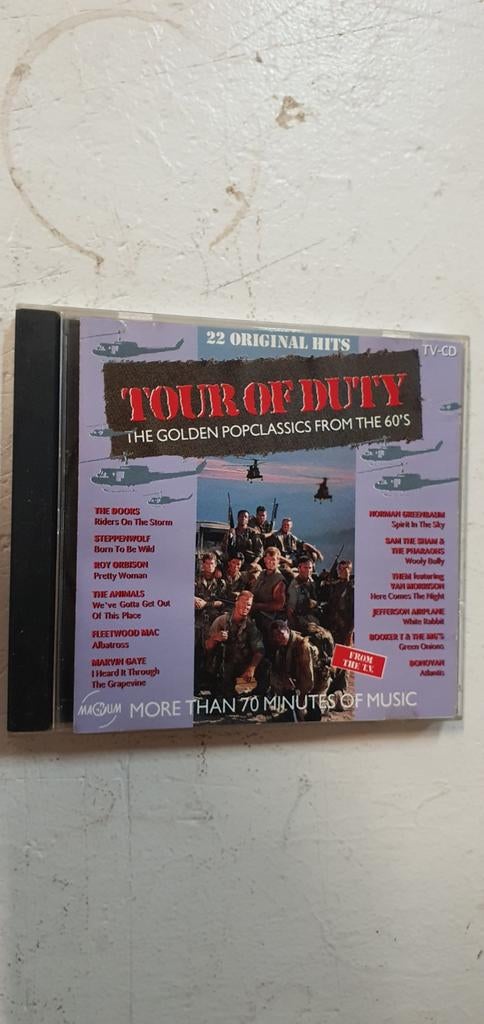 22 ORIGINAL HITS
TV-CD
TOUR OF DUTY
THE GOLDEN POPCLASSICS FROM THE 60'S
THE DOORS
Riders On The Storm
STEPPENWOLF
Born To Be Wild
ROY ORBISON
Pretty Woman
THE ANIMALS
We've Gotta Get Out
Of This Place
FLEETWOOD MAC
Albatross
MARVIN GAYE
I Heard It Through
The Grapevine
NORMAN GREENBAUM
Spirit In The Sky
SAM THE SHAM &
THE PHARAOHS
Wooly Bully
THEM featuring
VAN MORRISON
Here Comes The Night
JEFFERSON AIRPLANE
White Rabbit
BOOKER T & THE MG'S
Green Onions
DONOVAN
Atlantis
FROM
THE T.V.
MAGNUM
MORE THAN 70 MINUTES OF MUSIC